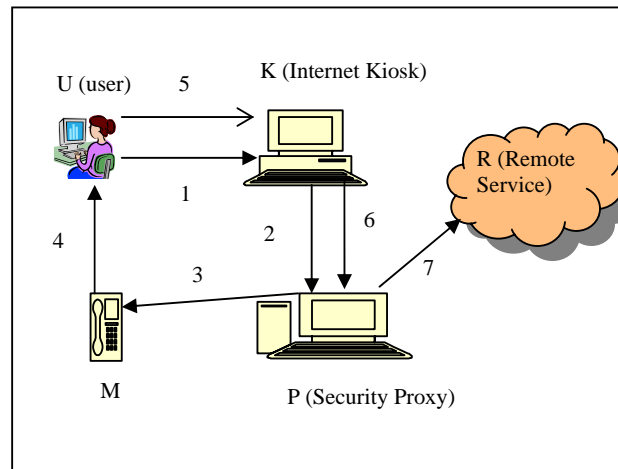 U (user)
5
K (Internet Kiosk)
R (Remote
Service)
1
4
2
6
7
3
M
P (Security Proxy)